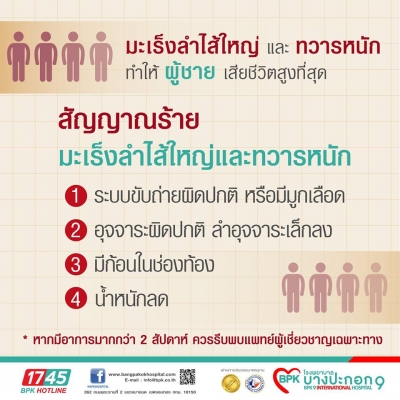 มะเร็งลำไส้ใหญ่ และ ทวารหนัก
ทำให้ ผู้ชาย เสียชีวิตสูงที่สุด
สัญญาณร้าย
มะเร็งลำไส้ใหญ่และทวารหนัก
1 ระบบขับถ่ายผิดปกติ หรือมีมูกเลือด
2 อุจจาระผิดปกติ ลำอุจจาระเล็กลง
3 มีก้อนในช่องท้อง
4 น้ำหนักลด
* หากมีอาการมากกว่า 2 สัปดาห์ ควรรีบพบแพทย์ผู้เชี่ยวชาญเฉพาะทาง
1745
BPK HOTLINE
www.bangpakokhospital.com
E-mail : info@bpk.co.th
BPK
โรงพยาบาล
บางปะกอก 9
BPK 9 INTERNATIONAL HOSPITAL